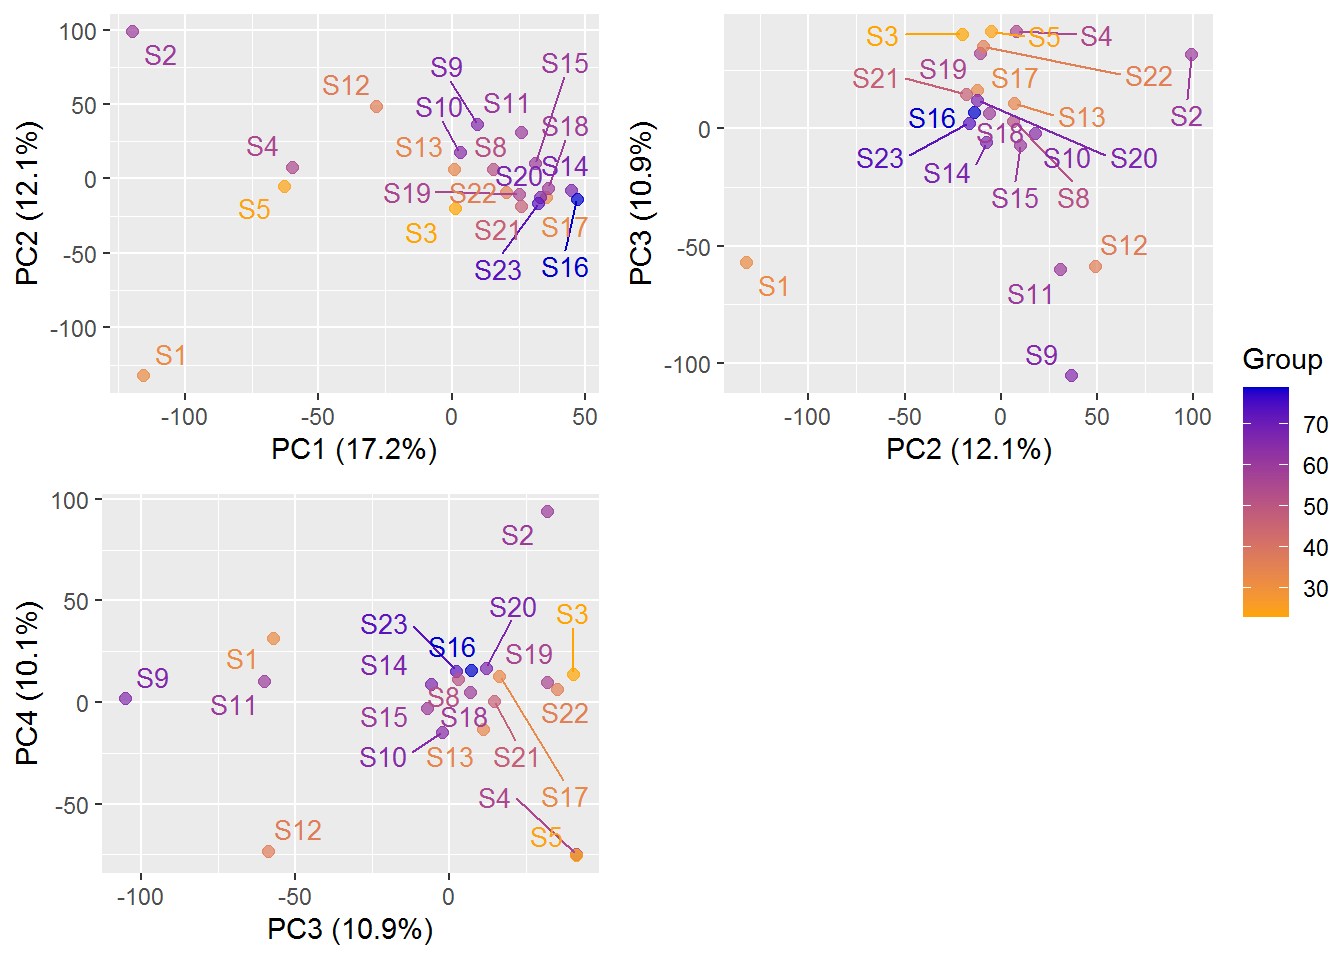 100
50
0
-50
-100
PC2 (12.1%)
S2
S12
S9
S15
S10
S11
S18
S4
S13
S8
S20
S14
S5
S19
S22
S3
S21
S17
S23
S16
S1
-100
-50
0
50
PC1 (17.2%)
0
-50
-100
PC3 (10.9%)
S3
S5
S4
S21
S19
S17
S22
S2
S16
S18
S13
S23
S14
S10
S20
S15
S8
S1
S12
S11
S9
-100
-50
0
50
100
PC2 (12.1%)
Group
70
60
50
40
30
100
50
0
-50
PC4 (10.1%)
S2
S20
S3
S23
S16
S19
S1
S14
S9
S11
S8
S22
S15
S18
S10
S13
S21
S4
S17
S12
S5
-100
-50
0
PC3 (10.9%)